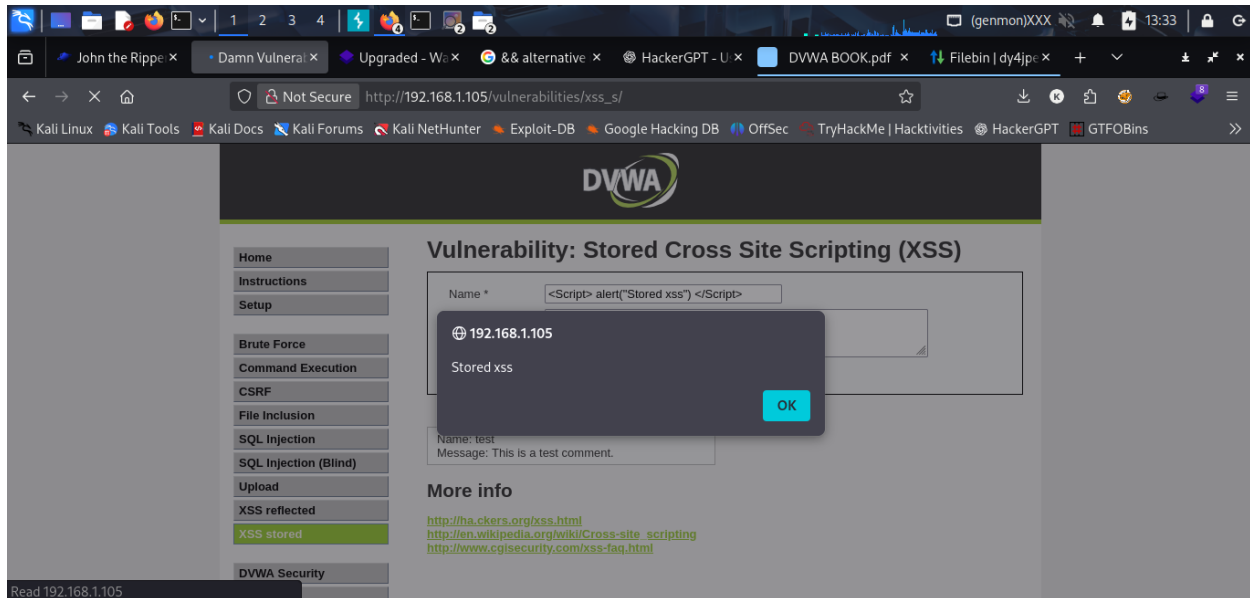 1 2 3 4 (genmon)XXX 13:33
John the Rippe Damn Vulnera Upgraded - Wa && alternative HackerGPT - U DVWA BOOK.pdf Filebin | dy4jpe
Not Secure http://192.168.1.105/vulnerabilities/xss_s/ K 8
Kali Linux Kali Tools Kali Docs Kali Forums Kali NetHunter Exploit-DB Google Hacking DB OffSec TryHackMe | Hacktivities HackerGPT GTFOBins
DVWA
Home
Instructions
Setup
Brute Force
Command Execution
CSRF
File Inclusion
SQL Injection
SQL Injection (Blind)
Upload
XSS reflected
XSS stored
DVWA Security
Vulnerability: Stored Cross Site Scripting (XSS)
Name * <Script> alert("Stored xss") </Script>
192.168.1.105
Stored xss
OK
Name: test
Message: This is a test comment.
More info
http://ha.ckers.org/xss.html
http://en.wikipedia.org/wiki/Cross-site_scripting
http://www.cgisecurity.com/xss-faq.html
Read 192.168.1.105